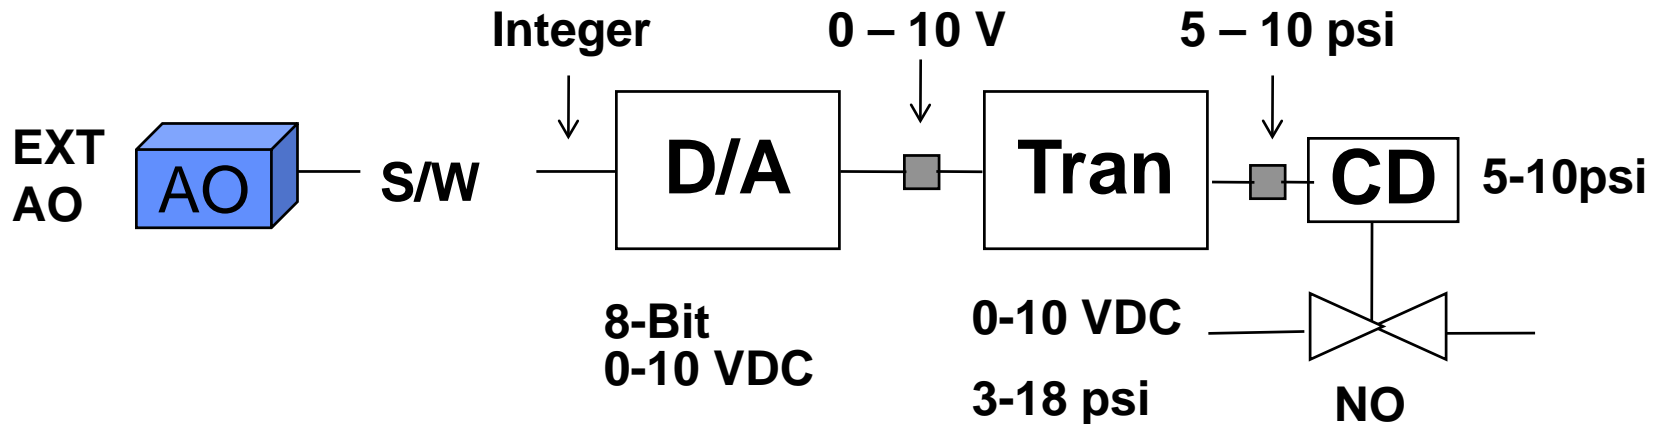 Integer
0 – 10 V
5 – 10 psi
EXT
AO
AO
S/W
D/A
Tran
CD
5-10psi
8-Bit
0-10 VDC
0-10 VDC
3-18 psi
NO